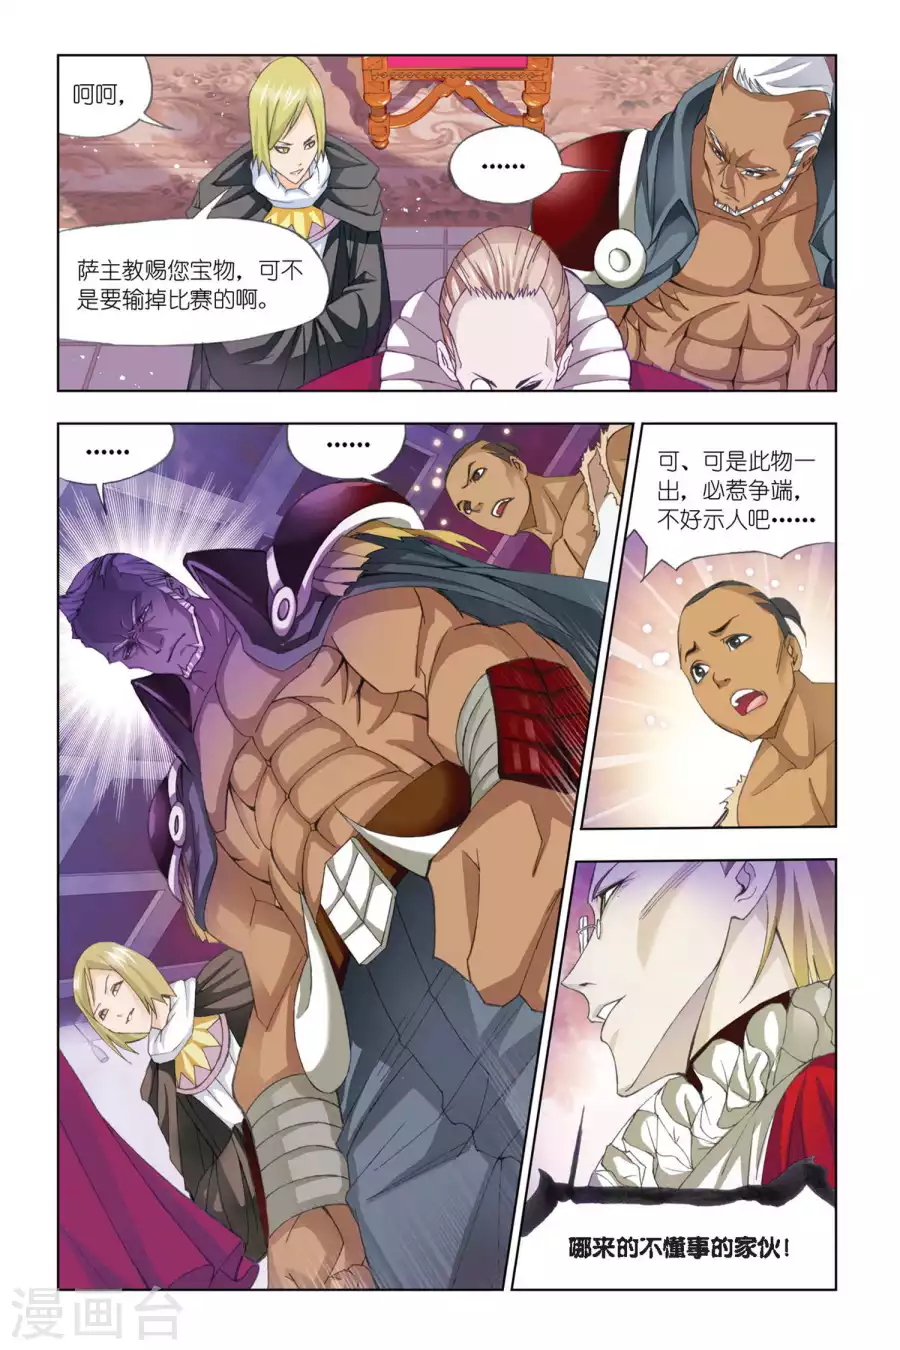 呵呵，
……
萨主教赐您宝物，可不
是要输掉比赛的啊。
……
……
可、可是此物一
出，必惹争端，
不好示人吧……
哪来的不懂事的家伙！
漫画台